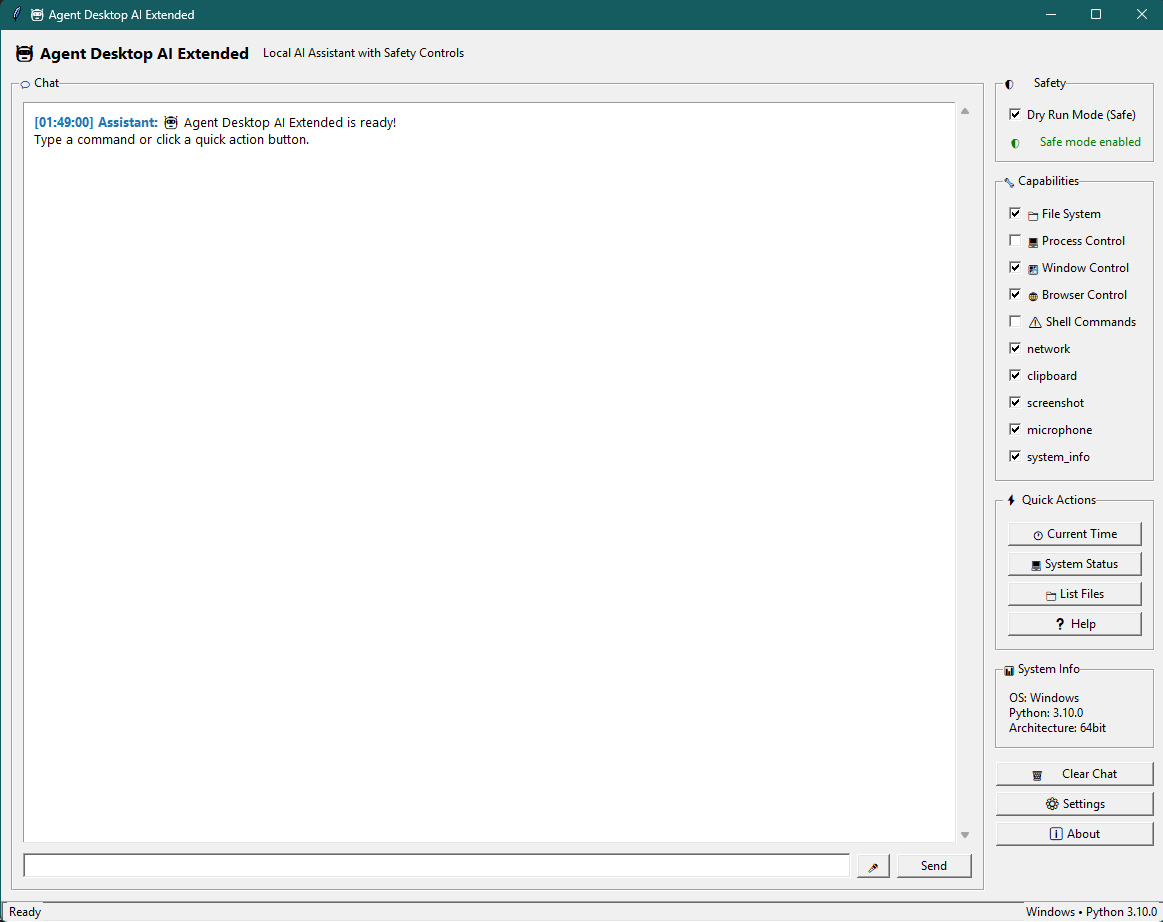 Agent Desktop AI Extended
Agent Desktop AI Extended Local AI Assistant with Safety Controls
Chat
[01:49:00] Assistant: Agent Desktop AI Extended is ready!
Type a command or click a quick action button.
Send
Safety
Dry Run Mode (Safe)
Safe mode enabled
Capabilities
File System
Process Control
Window Control
Browser Control
Shell Commands
network
clipboard
screenshot
microphone
system_info
Quick Actions
Current Time
System Status
List Files
? Help
System Info
OS: Windows
Python: 3.10.0
Architecture: 64bit
Clear Chat
Settings
About
Ready
Windows • Python 3.10.0